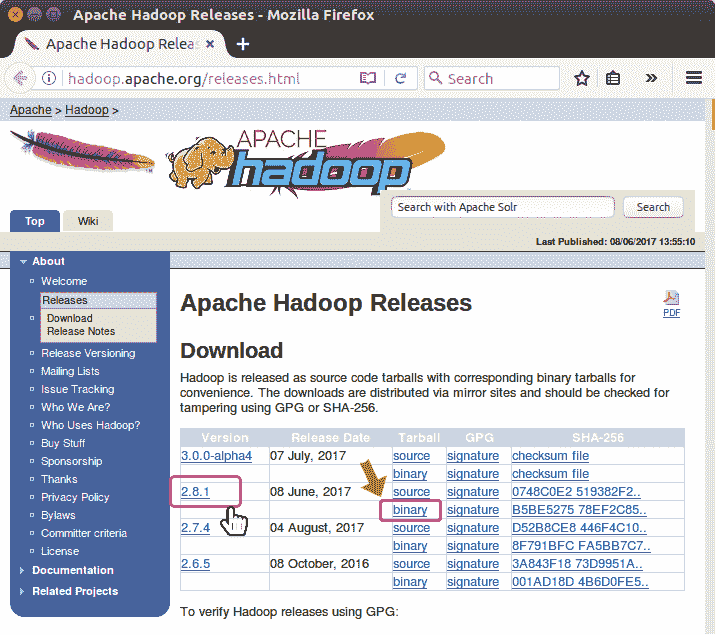 Apache Hadoop Releases - Mozilla Firefox
Apache Hadoop Relea
hadoop.apache.org/releases.html
Search
Apache > Hadoop >
APACHE
hadoop
Search with Apache Solr
Search
Top
Wiki
Last Published: 08/06/2017 13:55:10
About
Welcome
Releases
Download
Release Notes
Release Versioning
Mailing Lists
Issue Tracking
Who We Are?
Who Uses Hadoop?
Buy Stuff
Sponsorship
Thanks
Privacy Policy
Bylaws
Committer criteria
License
Documentation
Related Projects
Apache Hadoop Releases
PDF
Download
Hadoop is released as source code tarballs with corresponding binary tarballs for
convenience. The downloads are distributed via mirror sites and should be checked for
tampering using GPG or SHA-256.
Version Release Date Tarball GPG SHA-256
3.0.0-alpha4 07 July, 2017 source signature checksum file
binary signature checksum file
2.8.1 08 June, 2017 source signature 0748C0E2 519382F2..
binary signature B5BE5275 78EF2C85..
2.7.4 04 August, 2017 source signature D52B8CE8 446F4C10..
binary signature 8F791BFC FA5BB7C7..
2.6.5 08 October, 2016 source signature 3A843F18 73D9951A..
binary signature 001AD18D 4B6D0FE5..
To verify Hadoop releases using GPG: